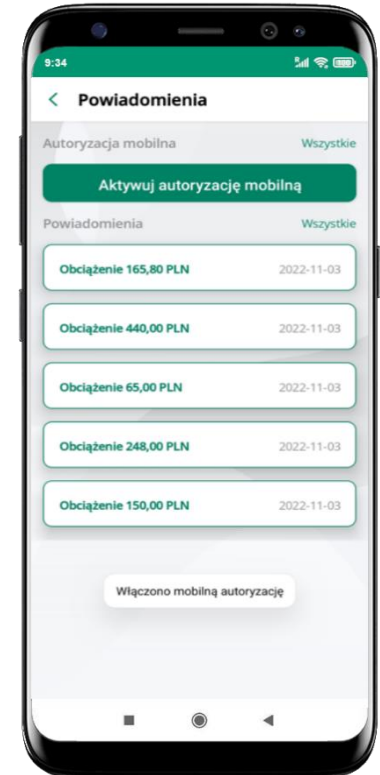 9:34
100
Powiadomienia
Autoryzacja mobilna Wszystkie
Aktywuj autoryzację mobilną
Powiadomienia Wszystkie
Obciążenie 165,80 PLN 2022-11-03
Obciążenie 440,00 PLN 2022-11-03
Obciążenie 65,00 PLN 2022-11-03
Obciążenie 248,00 PLN 2022-11-03
Obciążenie 150,00 PLN 2022-11-03
Włączono mobilną autoryzację